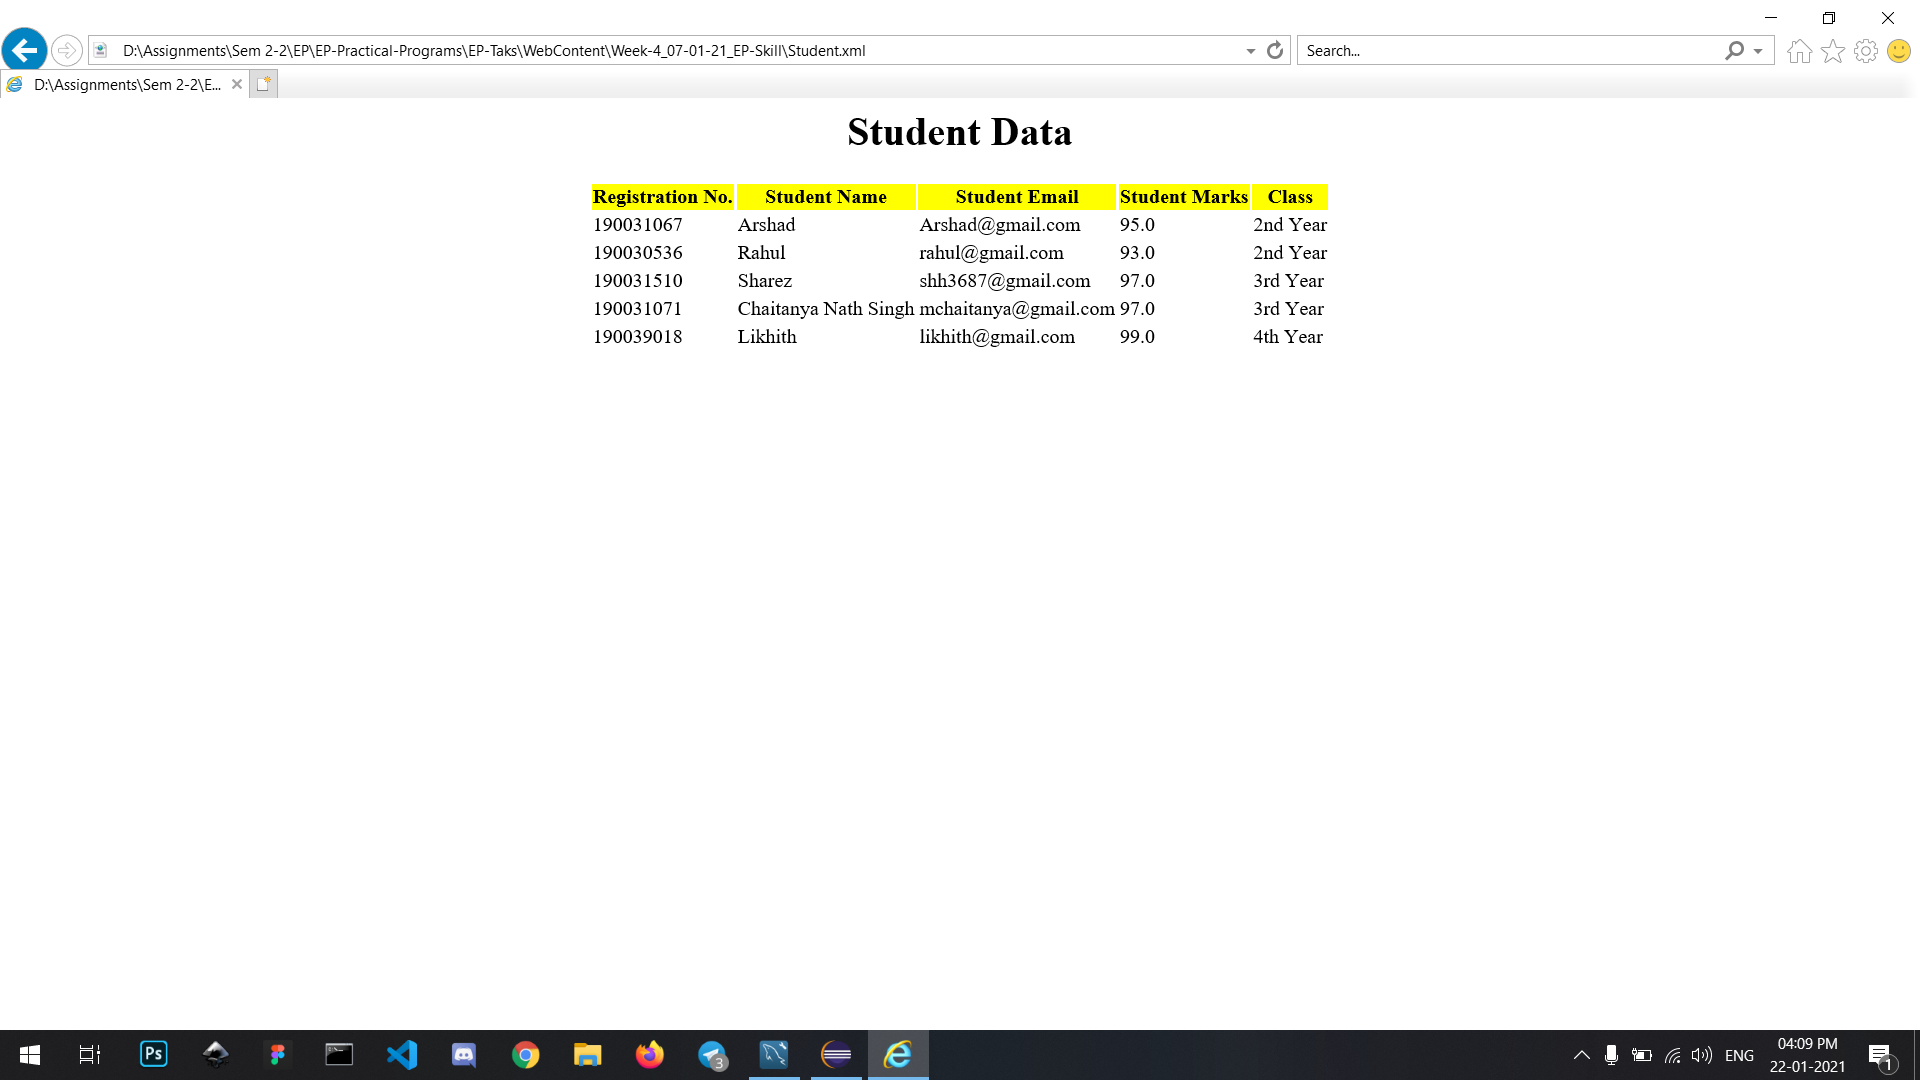 D:\Assignments\Sem 2-2\EP\EP-Practical-Programs\EP-Taks\WebContent\Week-4_07-01-21_EP-Skill\Student.xml
Search...
D:\Assignments\Sem 2-2\E...
Student Data
Registration No. Student Name Student Email Student Marks Class
190031067 Arshad Arshad@gmail.com 95.0 2nd Year
190030536 Rahul rahul@gmail.com 93.0 2nd Year
190031510 Sharez shh3687@gmail.com 97.0 3rd Year
190031071 Chaitanya Nath Singh mchaitanya@gmail.com 97.0 3rd Year
190039018 Likhith likhith@gmail.com 99.0 4th Year
Ps
3
ENG
04:09 PM
22-01-2021
1